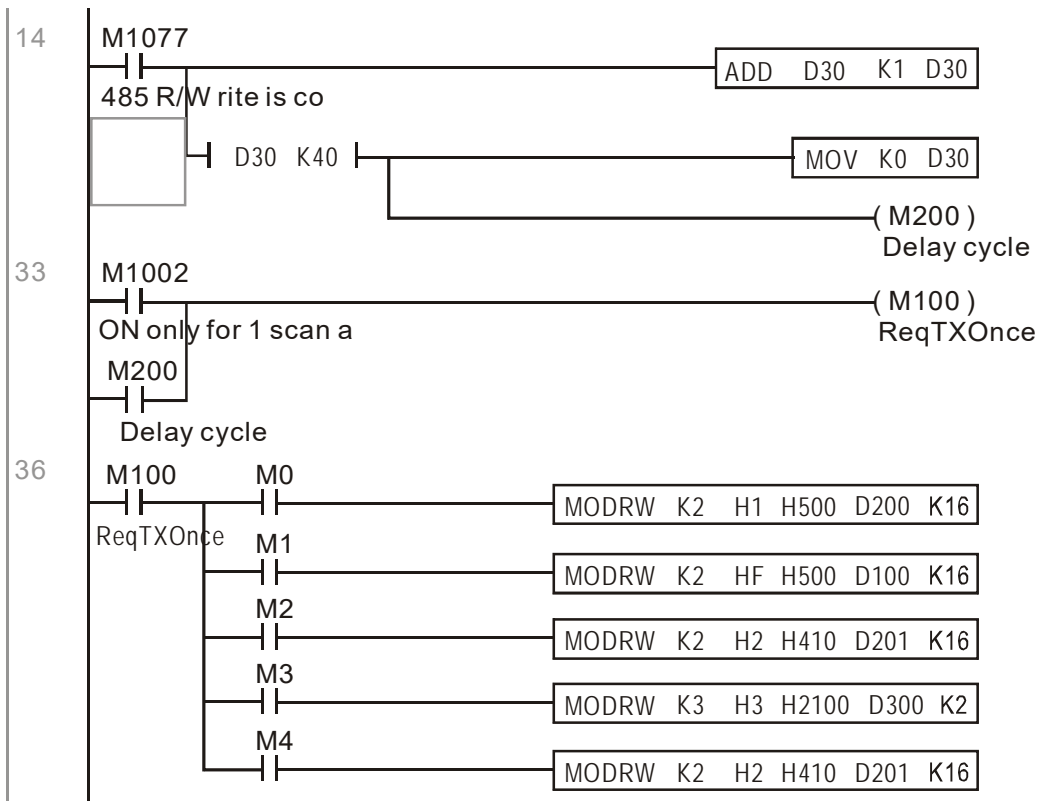 14
M1077
ADD D30 K1 D30
485 R/W rite is co
D30 K40
MOV K0 D30
( M200 )
Delay cycle
33
M1002
( M100 )
ON only for 1 scan a
ReqTXOnce
M200
Delay cycle
36
M100 M0
MODRW K2 H1 H500 D200 K16
ReqTXOnce
M1
MODRW K2 HF H500 D100 K16
M2
MODRW K2 H2 H410 D201 K16
M3
MODRW K3 H3 H2100 D300 K2
M4
MODRW K2 H2 H410 D201 K16